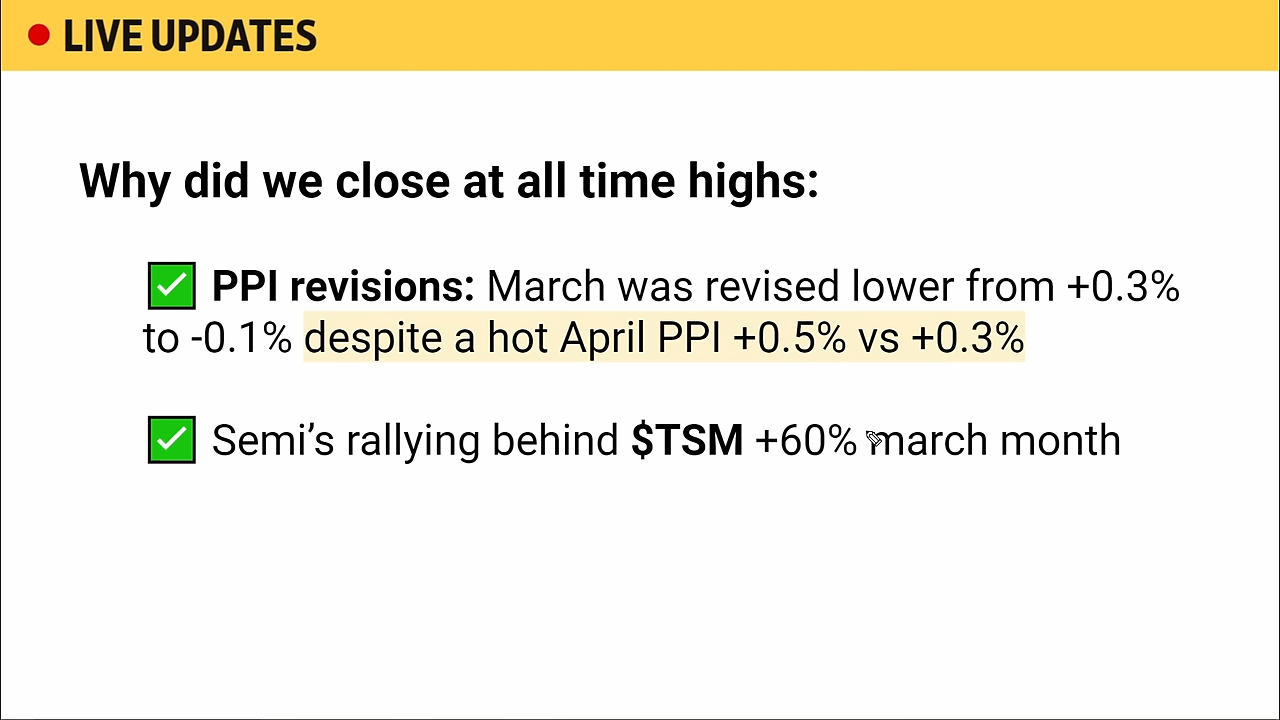 LIVE UPDATES
Why did we close at all time highs:
PPI revisions: March was revised lower from +0.3%
to -0.1% despite a hot April PPI +0.5% vs +0.3%
Semi’s rallying behind $TSM +60% march month